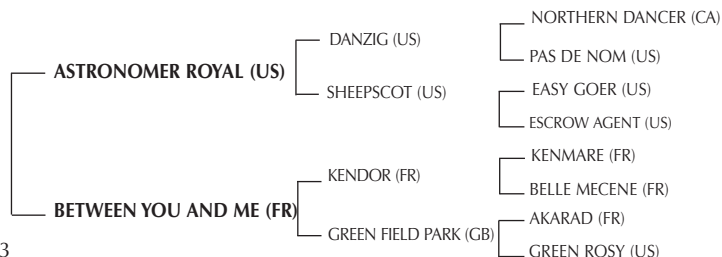 NORTHERN DANCER (CA)
DANZIG (US)
PAS DE NOM (US)
ASTRONOMER ROYAL (US)
EASY GOER (US)
SHEEPSCOT (US)
ESCROW AGENT (US)
KENMARE (FR)
KENDOR (FR)
BELLE MECENE (FR)
BETWEEN YOU AND ME (FR)
AKARAD (FR)
GREEN FIELD PARK (GB)
GREEN ROSY (US)
3